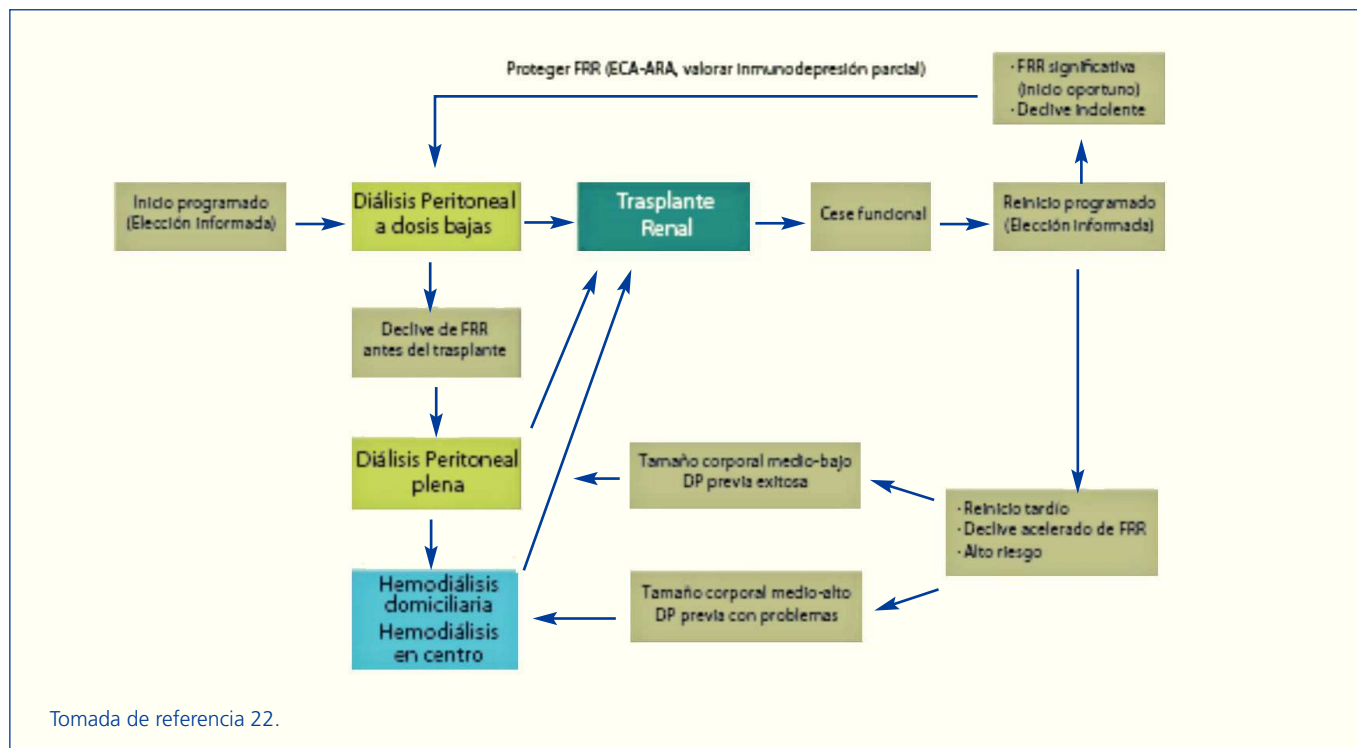 Proteger FRR (ECA-ARA, valorar inmunodepresión parcial)
· FRR significativa
(inicio oportuno)
· Declive indolente
Inicio programado
(Elección informada)
Diálisis Peritoneal
a dosis bajas
Trasplante
Renal
Cese funcional
Reinicio programado
(Elección informada)
Declive de FRR
antes del trasplante
Diálisis Peritoneal
plena
Tamaño corporal medio-bajo
DP previa exitosa
· Reinicio tardío
· Declive acelerado de FRR
· Alto riesgo
Hemodiálisis
domiciliaria
Hemodiálisis
en centro
Tamaño corporal medio-alto
DP previa con problemas
Tomada de referencia 22.